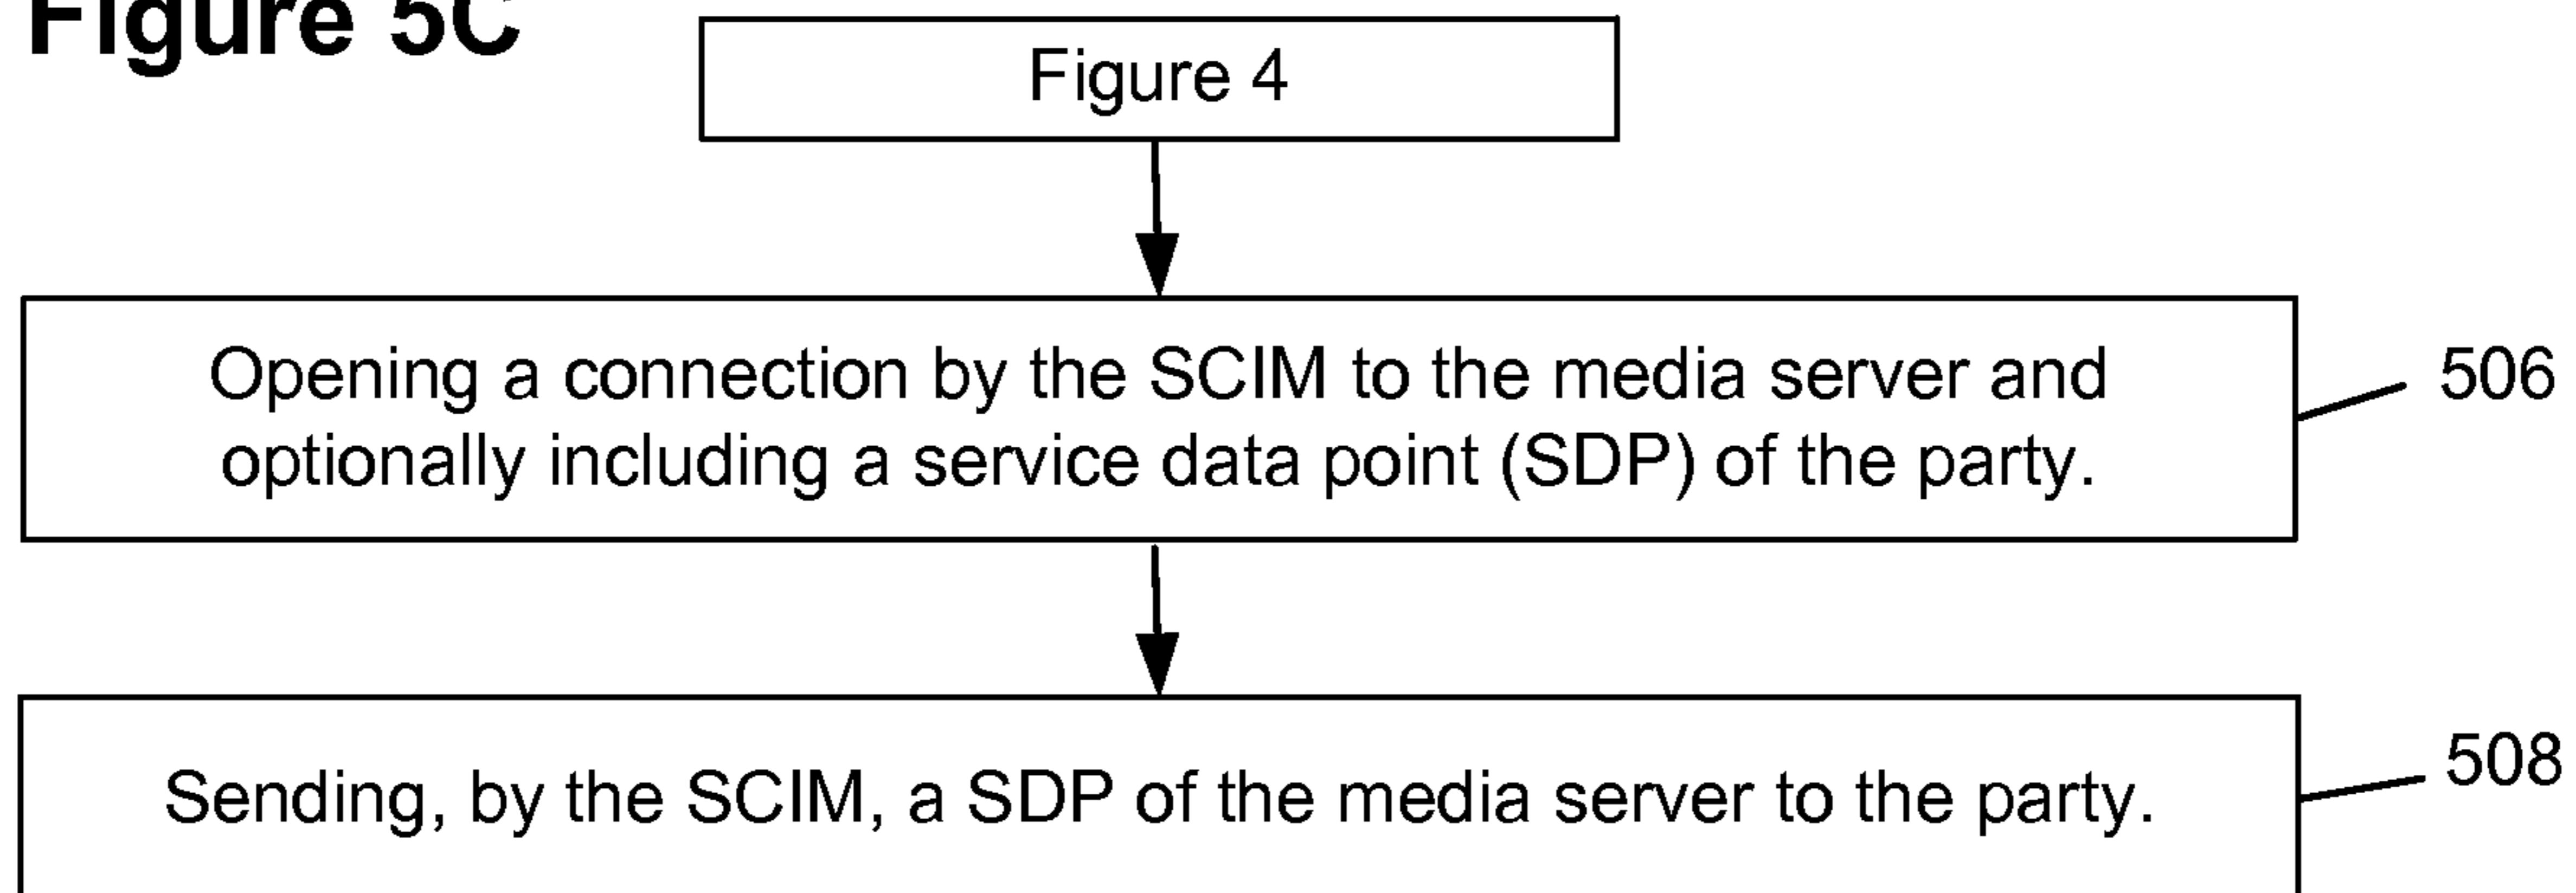 Figure 5C
Figure 4
Opening a connection by the SCIM to the media server and
optionally including a service data point (SDP) of the party.
506
Sending, by the SCIM, a SDP of the media server to the party.
508